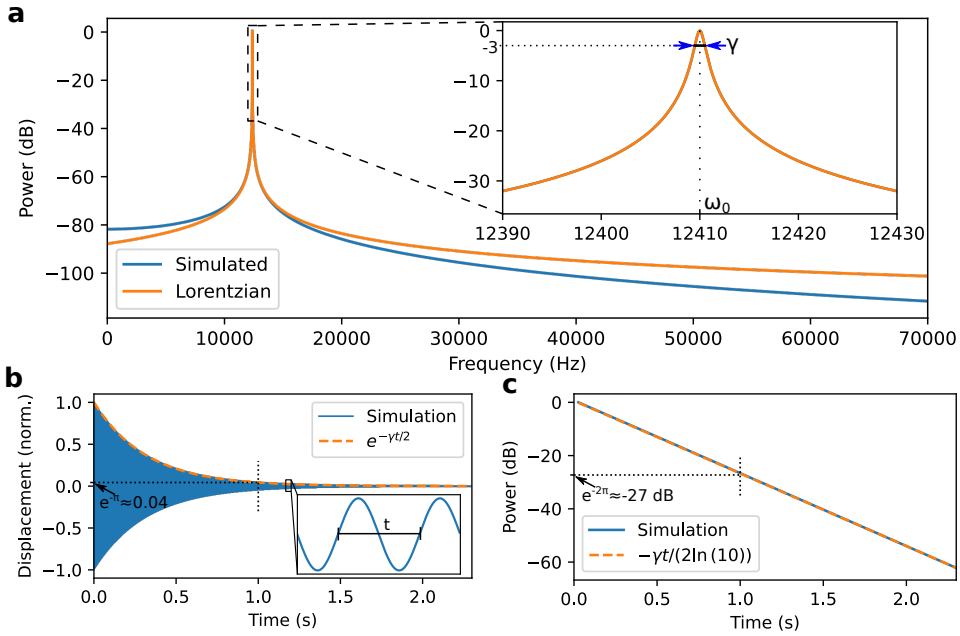 a
0
−20
−40
−60
−80
−100
Power (dB)
0
10000
20000
30000
40000
50000
60000
70000
Frequency (Hz)
Simulated
Lorentzian
0
-3
−10
−20
−30
γ
ω₀
12390
12400
12410
12420
12430
b
1.0
0.5
0.0
−0.5
−1.0
Displacement (norm.)
Simulation
e^{−γt/2}
e^{-π}≈0.04
t
0.0
0.5
1.0
1.5
2.0
Time (s)
c
0
−20
−40
−60
Power (dB)
e^{-2π}≈-27 dB
Simulation
−γt/(2ln (10))
0.0
0.5
1.0
1.5
2.0
Time (s)